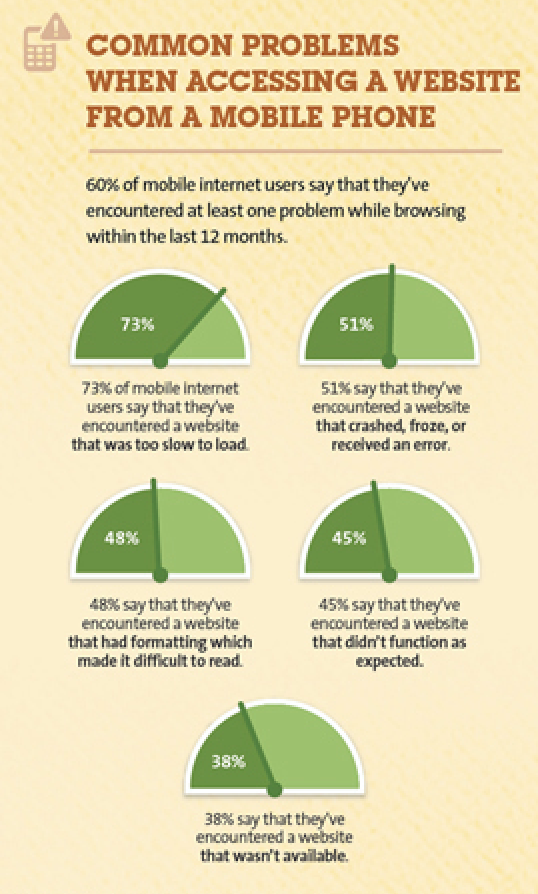 COMMON PROBLEMS
WHEN ACCESSING A WEBSITE
FROM A MOBILE PHONE
60% of mobile internet users say that they've
encountered at least one problem while browsing
within the last 12 months.
73%
73% of mobile internet
users say that they've
encountered a website
that was too slow to load.
51%
51% say that they've
encountered a website
that crashed, froze, or
received an error.
48%
48% say that they've
encountered a website
that had formatting which
made it difficult to read.
45%
45% say that they've
encountered a website
that didn't function as
expected.
38%
38% say that they've
encountered a website
that wasn't available.